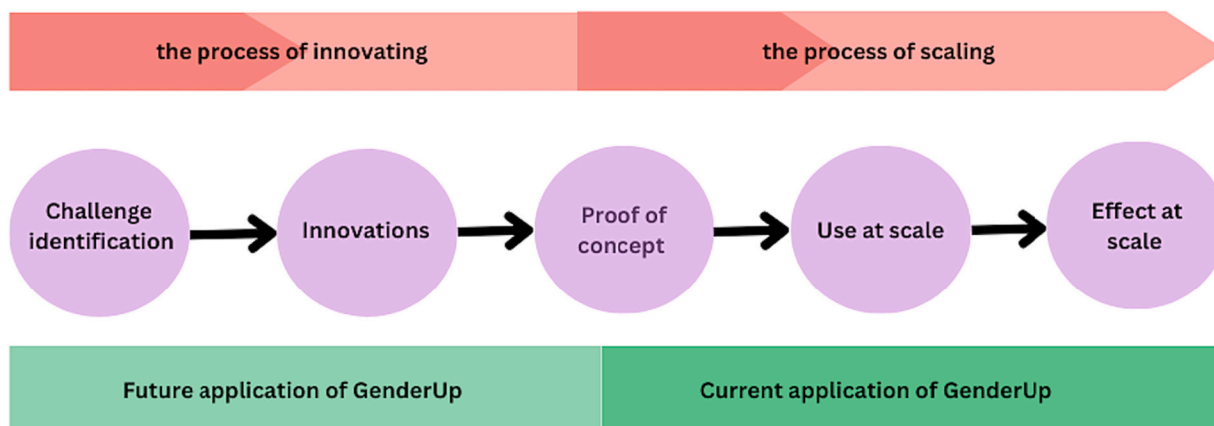 the process of innovating
the process of scaling
Challenge
identification
Innovations
Proof of
concept
Use at scale
Effect at
scale
Future application of GenderUp
Current application of GenderUp